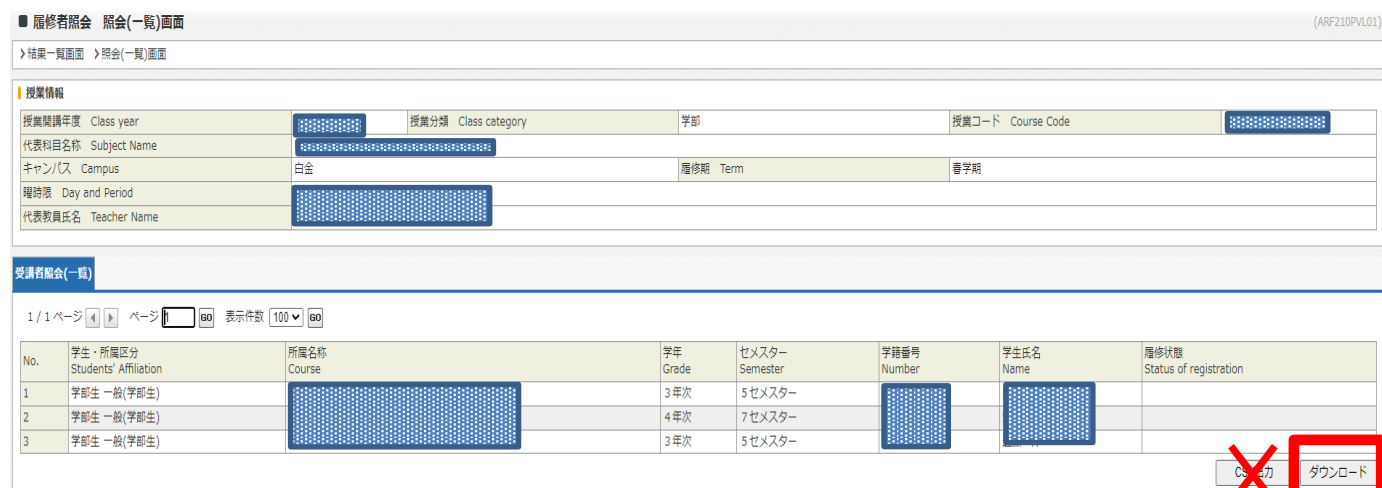 ■ 履修者照会 照会(一覧)画面 (ARF210PVL01)
>結果一覧画面 >照会(一覧)画面
授業情報
授業開講年度 Class year 授業分類 Class category 学部 授業コード Course Code
代表科目名称 Subject Name
キャンパス Campus 白金 履修期 Term 春学期
曜時限 Day and Period
代表教員氏名 Teacher Name
受講者照会(一覧)
1 / 1 ページ ページ 1 GO 表示件数 100 GO
No. 学生・所属区分 所属名称 学年 セメスター 学籍番号 学生氏名 履修状態
Students' Affiliation Course Grade Semester Number Name Status of registration
1 学部生 一般(学部生) 3年次 5セメスター
2 学部生 一般(学部生) 4年次 7セメスター
3 学部生 一般(学部生) 3年次 5セメスター
ダウンロード